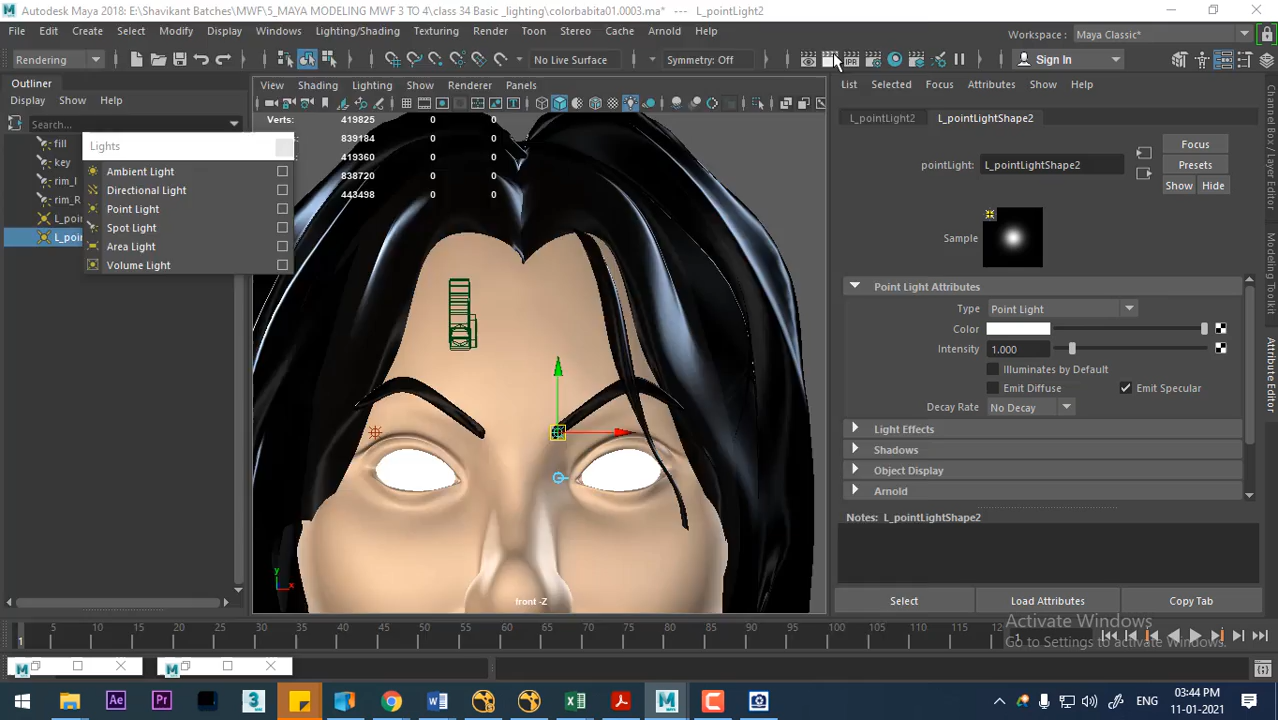 Autodesk Maya 2018: E:\Shavikant Batches\MWF\5_MAYA MODELING MWF 3 TO 4\class 34 Basic _lighting\colorbabita01.0003.ma* --- L_pointLight2
File Edit Create Select Modify Display Windows Lighting/Shading Texturing Render Toon Stereo Cache Arnold Help
Workspace : Maya Classic*
Rendering No Live Surface Symmetry: Off IPR Sign In
Outliner
Display Show Help
Search...
fill
key
rim_l
rim_R
L_poi
L_poi
Lights
Ambient Light
Directional Light
Point Light
Spot Light
Area Light
Volume Light
View Shading Lighting Show Renderer Panels
Verts: 419825 0 0
839184 0 0
419360 0 0
838720 0 0
443498 0 0
y
x
front -Z
List Selected Focus Attributes Show Help
L_pointLight2 L_pointLightShape2
pointLight: L_pointLightShape2
Focus
Presets
Show Hide
Sample
Point Light Attributes
Type Point Light
Color
Intensity 1.000
Illuminates by Default
Emit Diffuse Emit Specular
Decay Rate No Decay
Light Effects
Shadows
Object Display
Arnold
Notes: L_pointLightShape2
Select Load Attributes Copy Tab
Channel Box / Layer Editor
Modeling Toolkit
Attribute Editor
Activate Windows
Go to Settings to activate Windows.
1 5 10 15 20 25 30 35 40 45 50 55 60 65 70 75 80 85 90 95 100 1
Ae Pr 3 W X M C
ENG
03:44 PM
11-01-2021